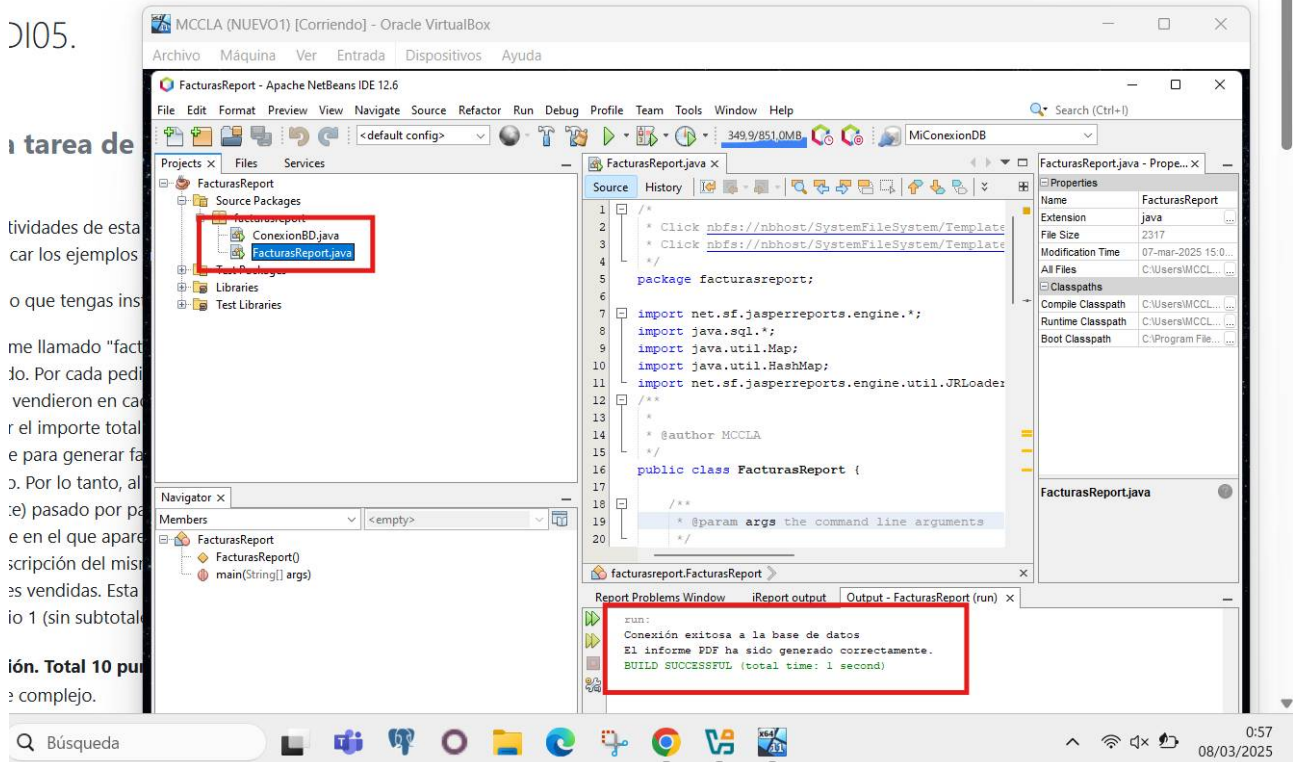 DI05.
a tarea de
tividades de esta
car los ejemplos
o que tengas ins
me llamado "fact
do. Por cada pedi
vendieron en ca
r el importe total
e para generar fa
o. Por lo tanto, al
te) pasado por pa
e en el que apare
scripción del misr
es vendidas. Esta
io 1 (sin subtotal
ión. Total 10 pu
e complejo.
MCCLA (NUEVO1) [Corriendo] - Oracle VirtualBox
Archivo Máquina Ver Entrada Dispositivos Ayuda
FacturasReport - Apache NetBeans IDE 12.6
File Edit Format Preview View Navigate Source Refactor Run Debug Profile Team Tools Window Help
Search (Ctrl+I)
<default config>
349,9/851,0MB
MiConexionDB
Projects Files Services
FacturasReport
Source Packages
facturasreport
ConexionBD.java
FacturasReport.java
Test Packages
Libraries
Test Libraries
Navigator
Members <empty>
FacturasReport
FacturasReport()
main(String[] args)
FacturasReport.java
Source History
1 /*
2 * Click nbfs://nbhost/SystemFileSystem/Template
3 * Click nbfs://nbhost/SystemFileSystem/Template
4 */
5 package facturasreport;
6
7 import net.sf.jasperreports.engine.*;
8 import java.sql.*;
9 import java.util.Map;
10 import java.util.HashMap;
11 import net.sf.jasperreports.engine.util.JRLoader
12 /**
13 *
14 * @author MCCLA
15 */
16 public class FacturasReport {
17
18 /**
19 * @param args the command line arguments
20 */
facturasreport.FacturasReport
Report Problems Window iReport output Output - FacturasReport (run)
run:
Conexión exitosa a la base de datos
El informe PDF ha sido generado correctamente.
BUILD SUCCESSFUL (total time: 1 second)
FacturasReport.java - Prope...
Properties
Name FacturasReport
Extension java
File Size 2317
Modification Time 07-mar-2025 15:0...
All Files C:\Users\MCCL...
Classpaths
Compile Classpath C:\Users\MCCL...
Runtime Classpath C:\Users\MCCL...
Boot Classpath C:\Program File...
FacturasReport.java
Búsqueda
x64
11
0:57
08/03/2025